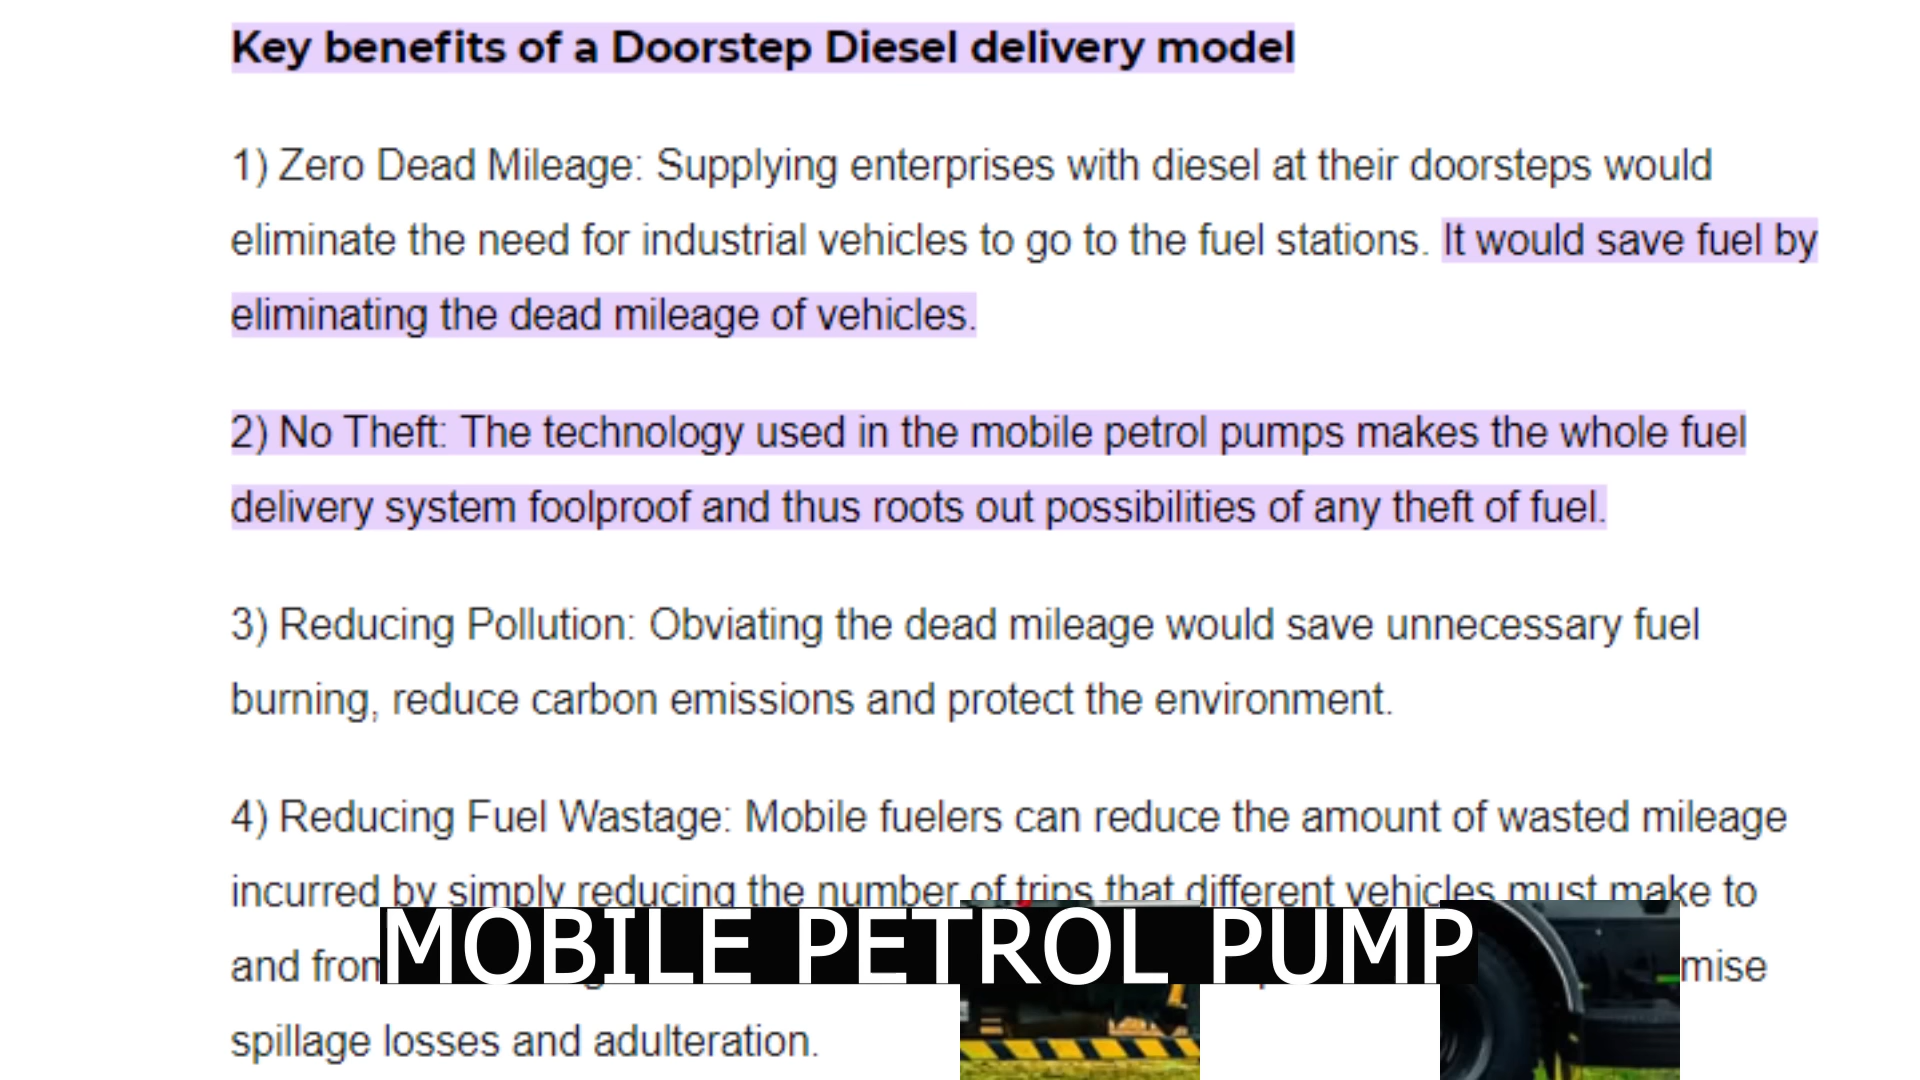 Key benefits of a Doorstep Diesel delivery model
1) Zero Dead Mileage: Supplying enterprises with diesel at their doorsteps would
eliminate the need for industrial vehicles to go to the fuel stations. It would save fuel by
eliminating the dead mileage of vehicles.
2) No Theft: The technology used in the mobile petrol pumps makes the whole fuel
delivery system foolproof and thus roots out possibilities of any theft of fuel.
3) Reducing Pollution: Obviating the dead mileage would save unnecessary fuel
burning, reduce carbon emissions and protect the environment.
4) Reducing Fuel Wastage: Mobile fuelers can reduce the amount of wasted mileage
incurred by simply reducing the number of trips that different vehicles must make to
and from
MOBILE PETROL PUMP
spillage losses and adulteration.